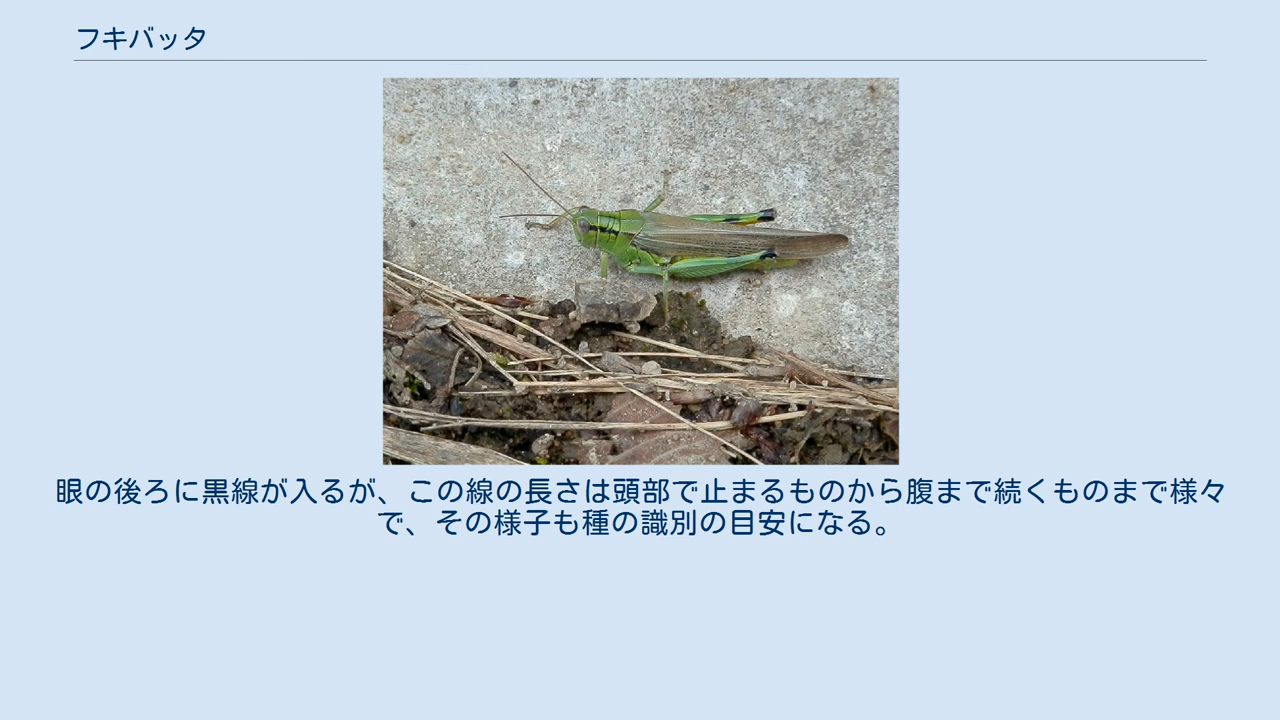 フキバッタ
眼の後ろに黒線が入るが、この線の長さは頭部で止まるものから腹まで続くものまで様々
で、その様子も種の識別の目安になる。